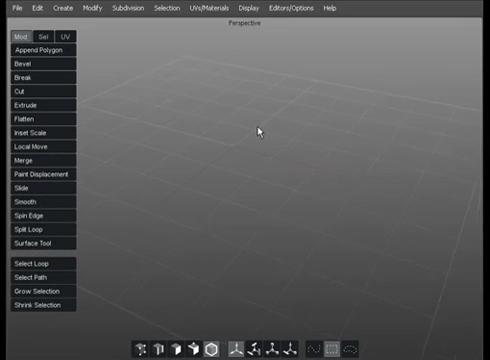 File Edit Create Modify Subdivision Selection UVs/Materials Display Editors/Options Help
Perspective
Mod Sel UV
Append Polygon
Bevel
Break
Cut
Extrude
Flatten
Inset Scale
Local Move
Merge
Paint Displacement
Slide
Smooth
Spin Edge
Split Loop
Surface Tool
Select Loop
Select Path
Grow Selection
Shrink Selection